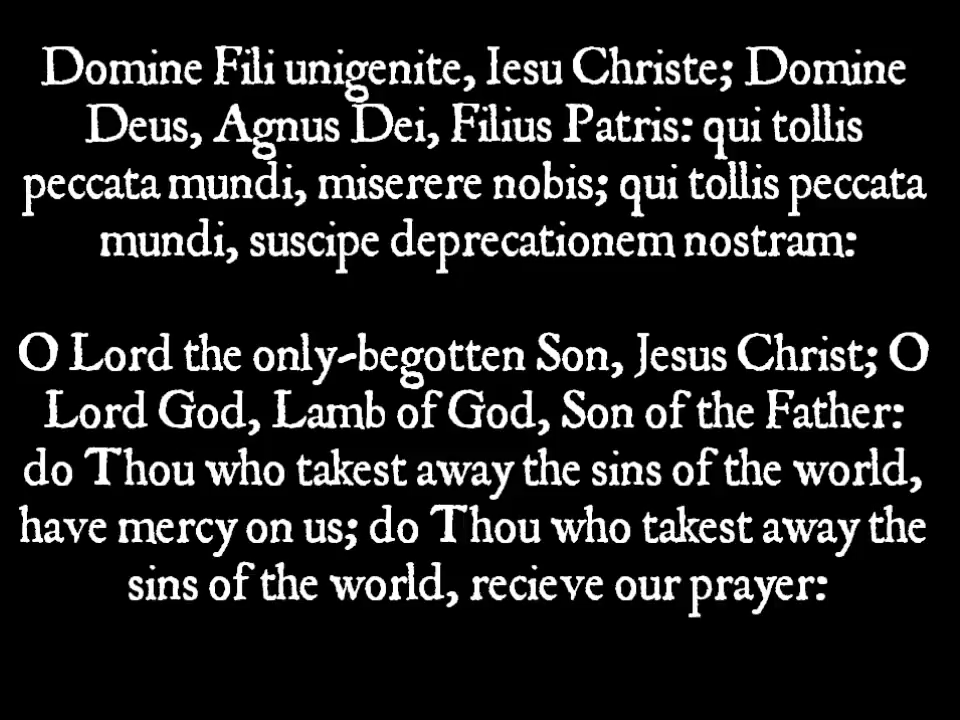 Domine Fili unigenite, Iesu Christe; Domine
Deus, Agnus Dei, Filius Patris: qui tollis
peccata mundi, miserere nobis; qui tollis peccata
mundi, suscipe deprecationem nostram:
O Lord the only-begotten Son, Jesus Christ; O
Lord God, Lamb of God, Son of the Father:
do Thou who takest away the sins of the world,
have mercy on us; do Thou who takest away the
sins of the world, recieve our prayer: